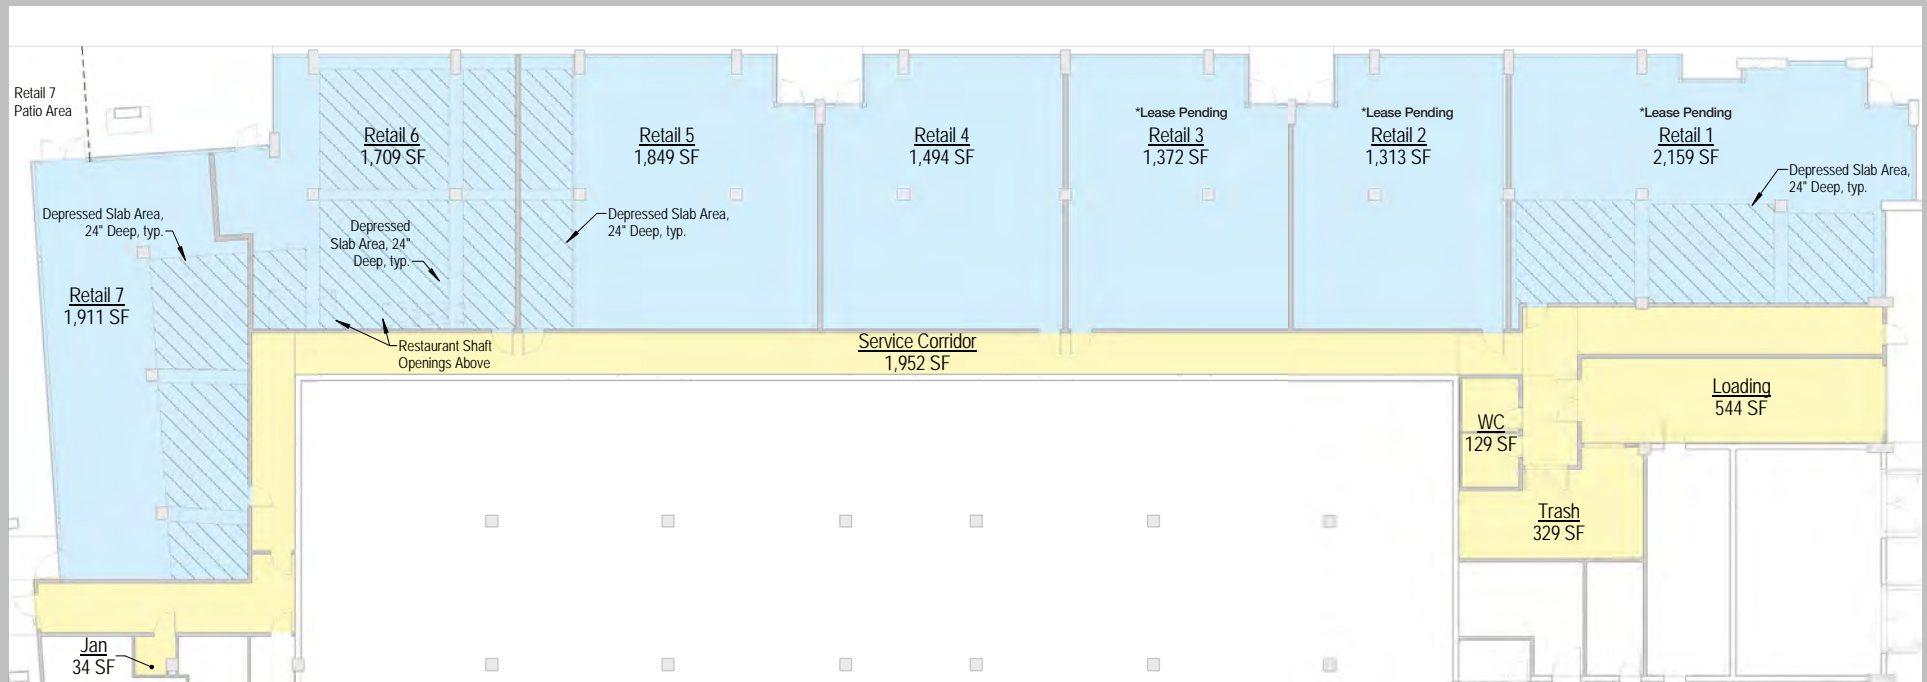 Retail 7
Patio Area
Retail 6
1,709 SF
Retail 5
1,849 SF
Retail 4
1,494 SF
*Lease Pending
Retail 3
1,372 SF
*Lease Pending
Retail 2
1,313 SF
*Lease Pending
Retail 1
2,159 SF
Depressed Slab Area,
24" Deep, typ.
Depressed Slab Area,
24" Deep, typ.
Depressed
Slab Area, 24"
Deep, typ.
Depressed Slab Area,
24" Deep, typ.
Retail 7
1,911 SF
Restaurant Shaft
Openings Above
Service Corridor
1,952 SF
Loading
544 SF
WC
129 SF
Trash
329 SF
Jan
34 SF